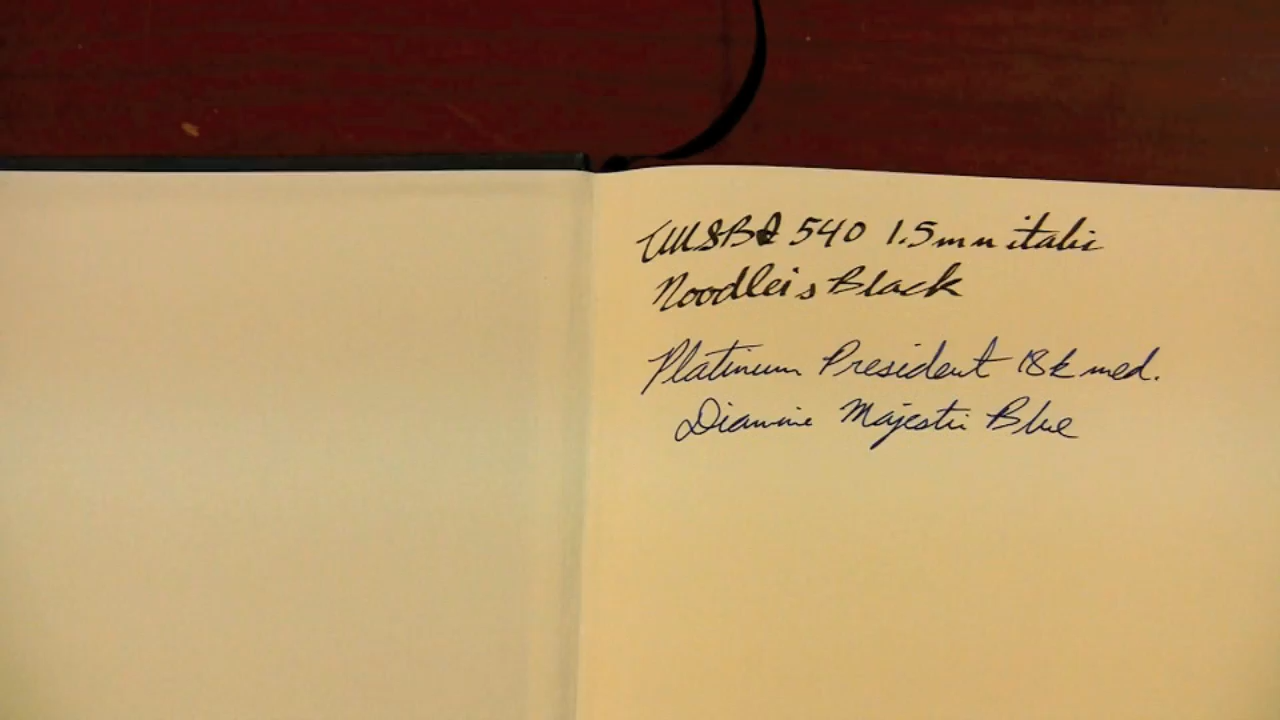 TWSBI 540 1.5mm italic
Noodler's Black
Platinum President 18k med.
Diamine Majestic Blue